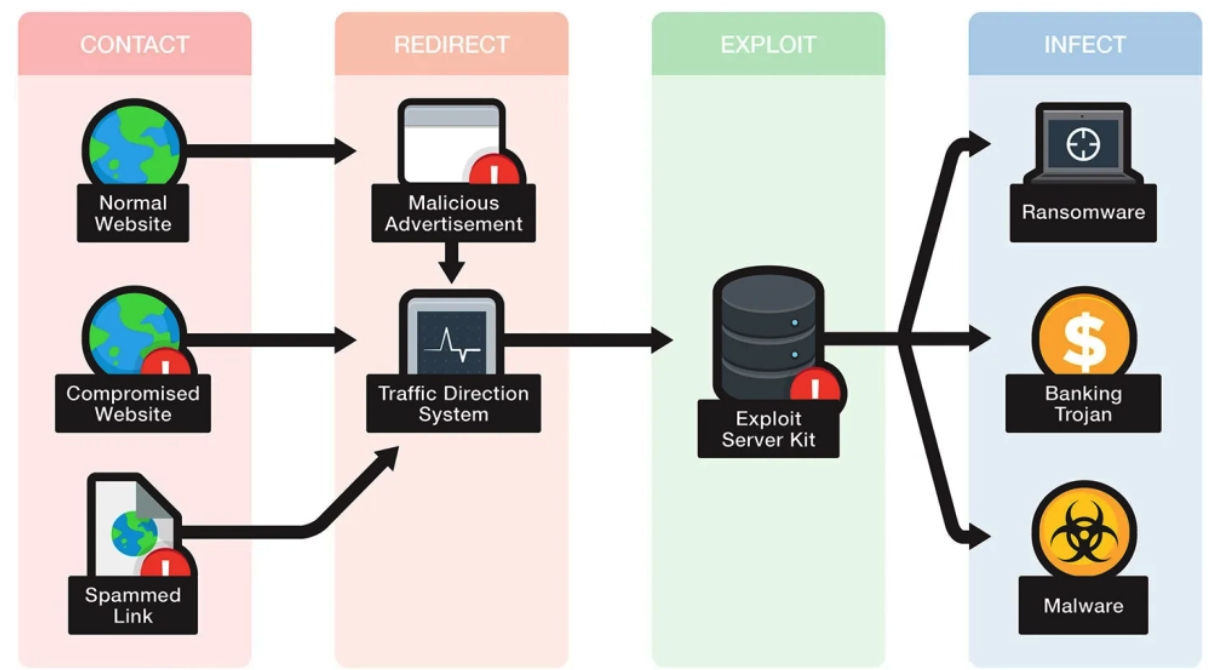 CONTACT
REDIRECT
EXPLOIT
INFECT
Normal
Website
Malicious
Advertisement
Ransomware
Compromised
Website
Traffic Direction
System
Exploit
Server Kit
Banking
Trojan
Spammed
Link
Malware